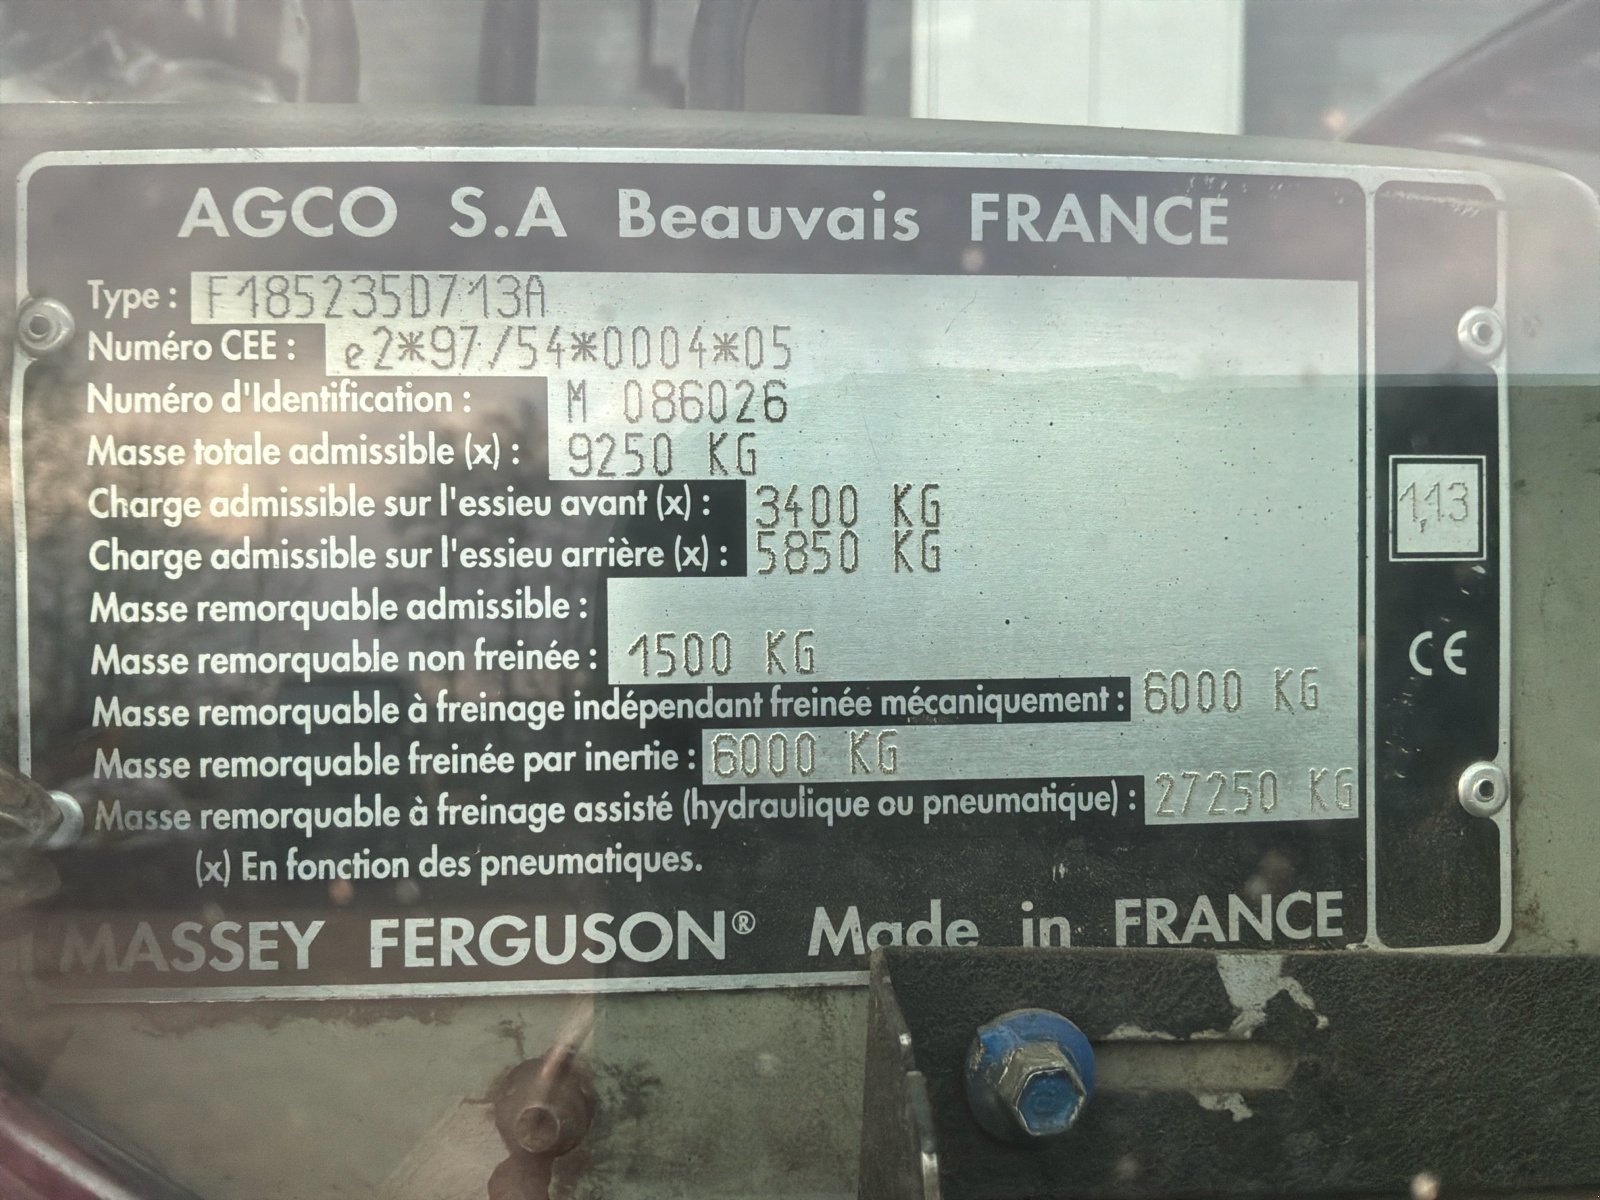 AGCO S.A Beauvais FRANCE
Type : F185235D713A
Numéro CEE : e2*97/54*0004*05
Numéro d'Identification : M 086026
Masse totale admissible (x) : 9250 KG
Charge admissible sur l'essieu avant (x) : 3400 KG
Charge admissible sur l'essieu arrière (x) : 5850 KG
Masse remorquable admissible :
Masse remorquable non freinée : 1500 KG
Masse remorquable à freinage indépendant freinée mécaniquement : 6000 KG
Masse remorquable freinée par inertie : 6000 KG
Masse remorquable à freinage assisté (hydraulique ou pneumatique) : 27250 KG
(x) En fonction des pneumatiques.
MASSEY FERGUSON® Made in FRANCE
1,13
CE